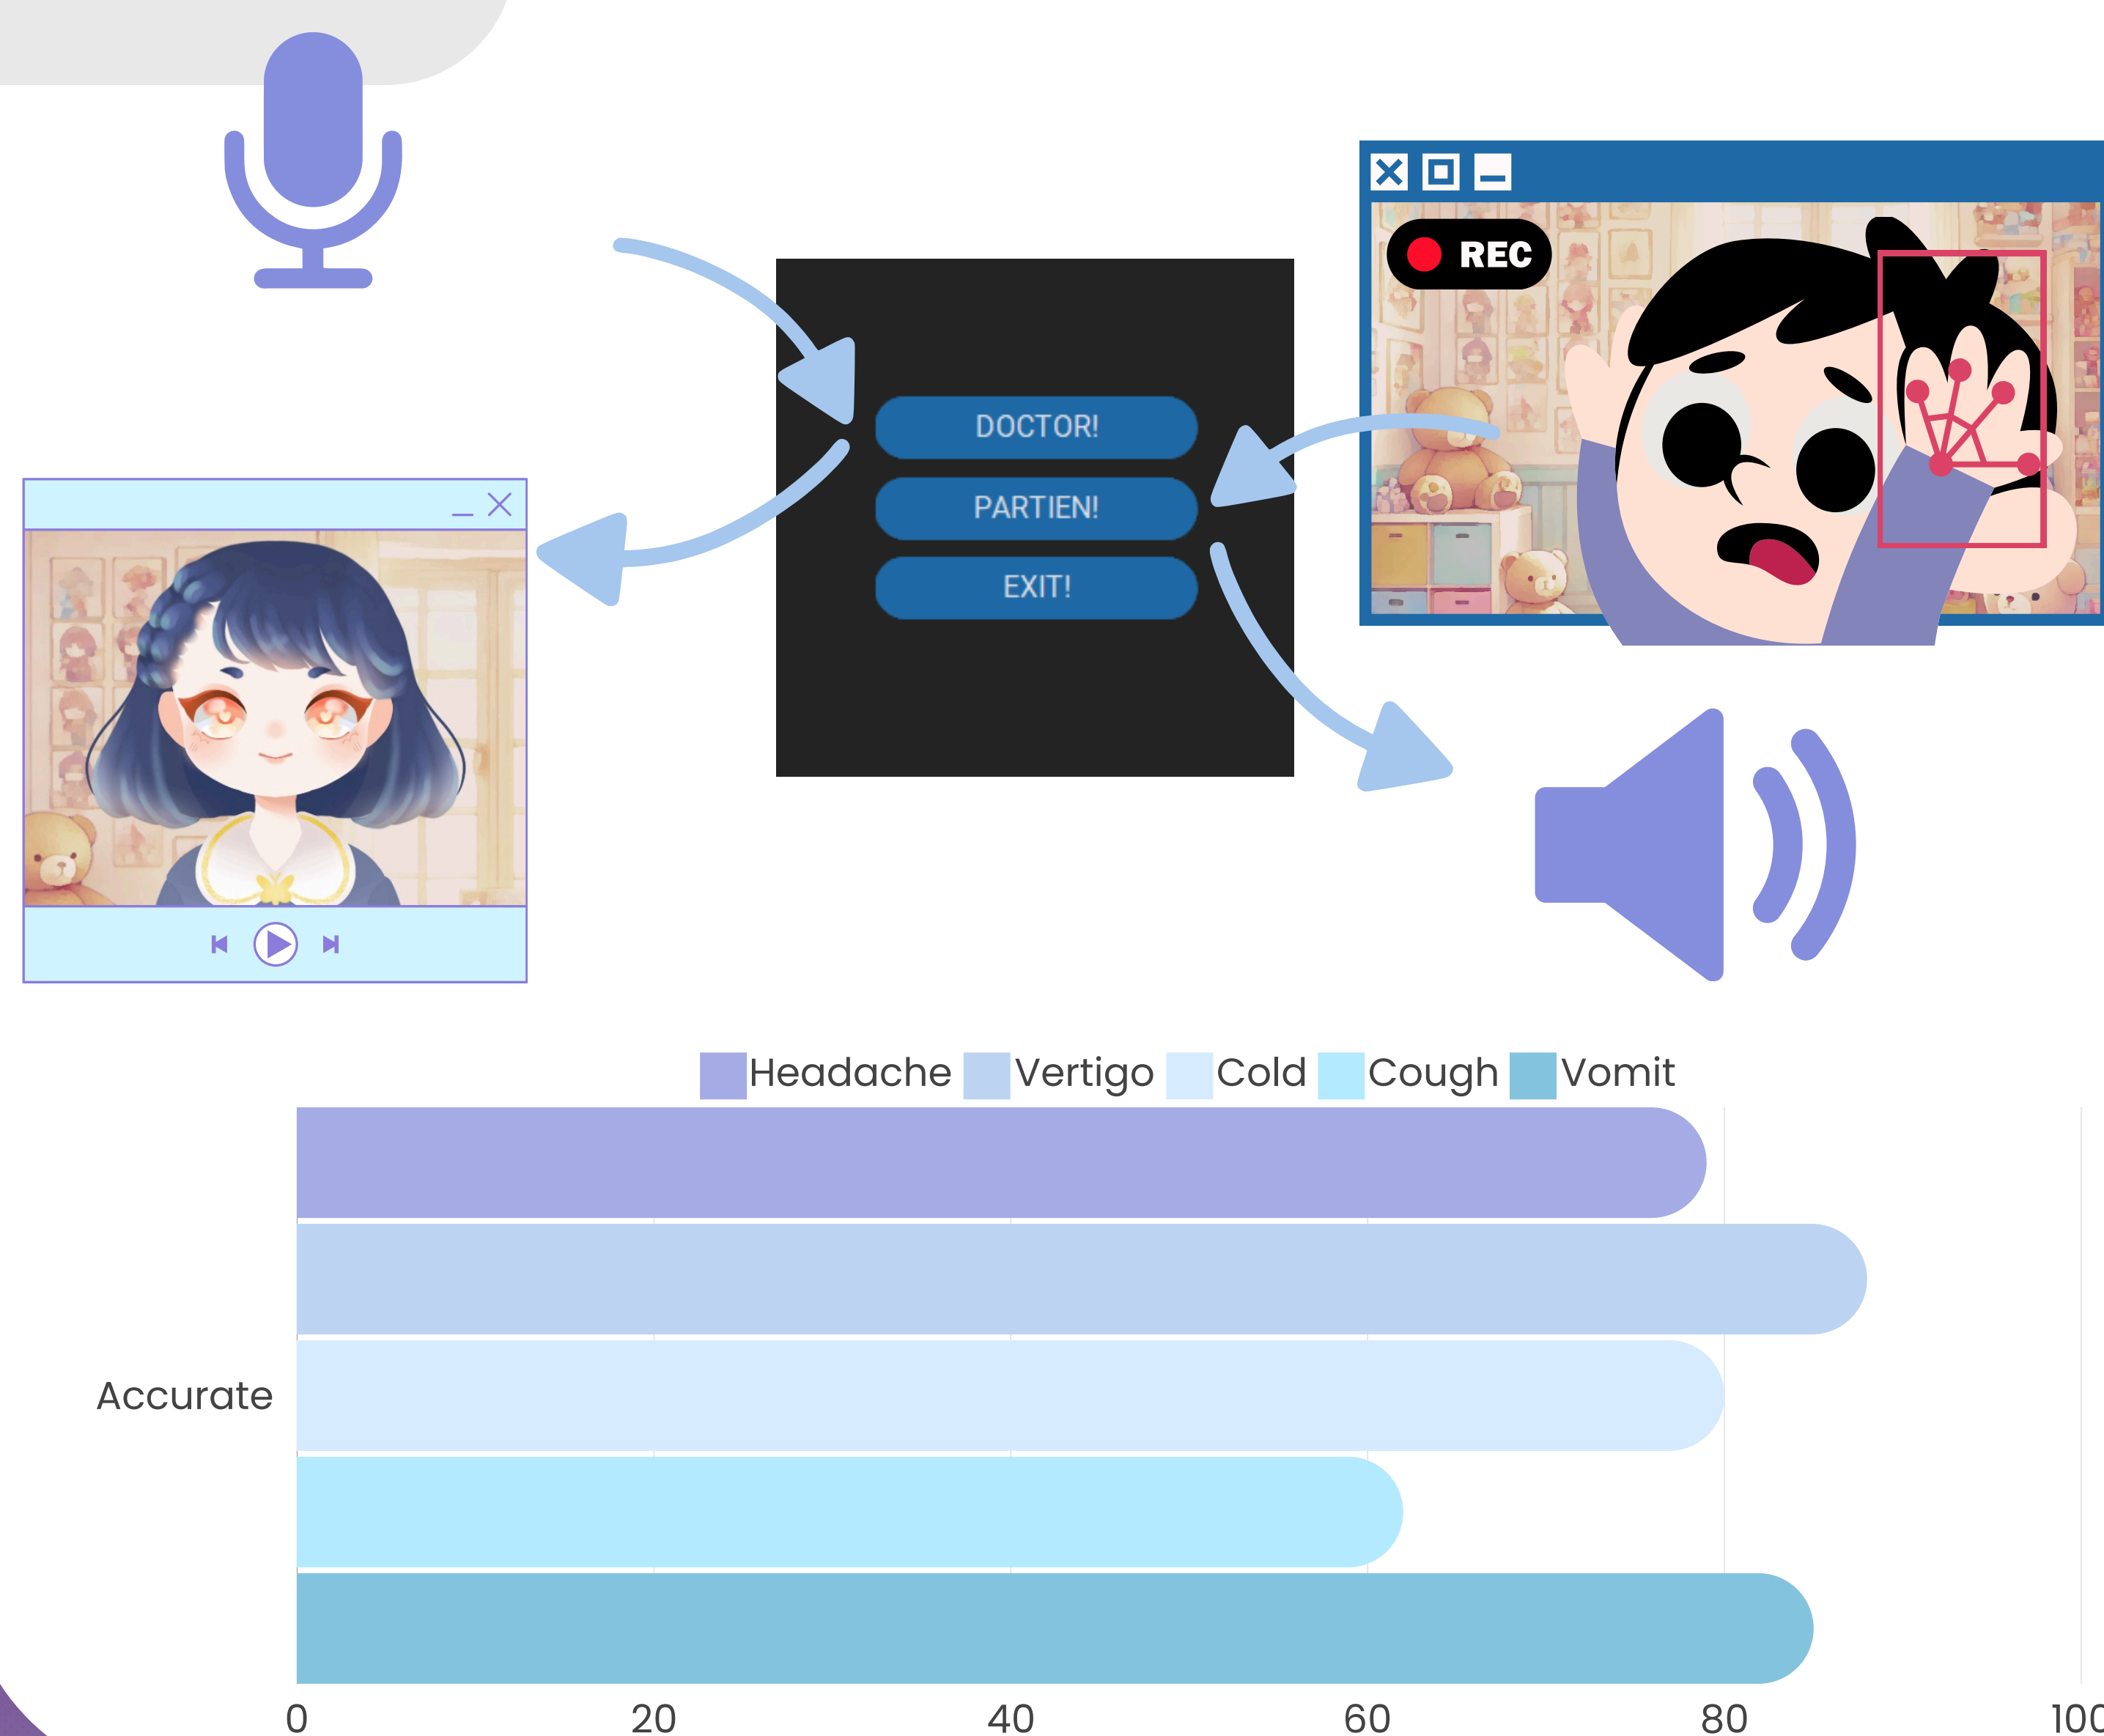 REC
DOCTOR!
PARTIEN!
EXIT!
Headache Vertigo Cold Cough Vomit
Accurate
0 20 40 60 80 100